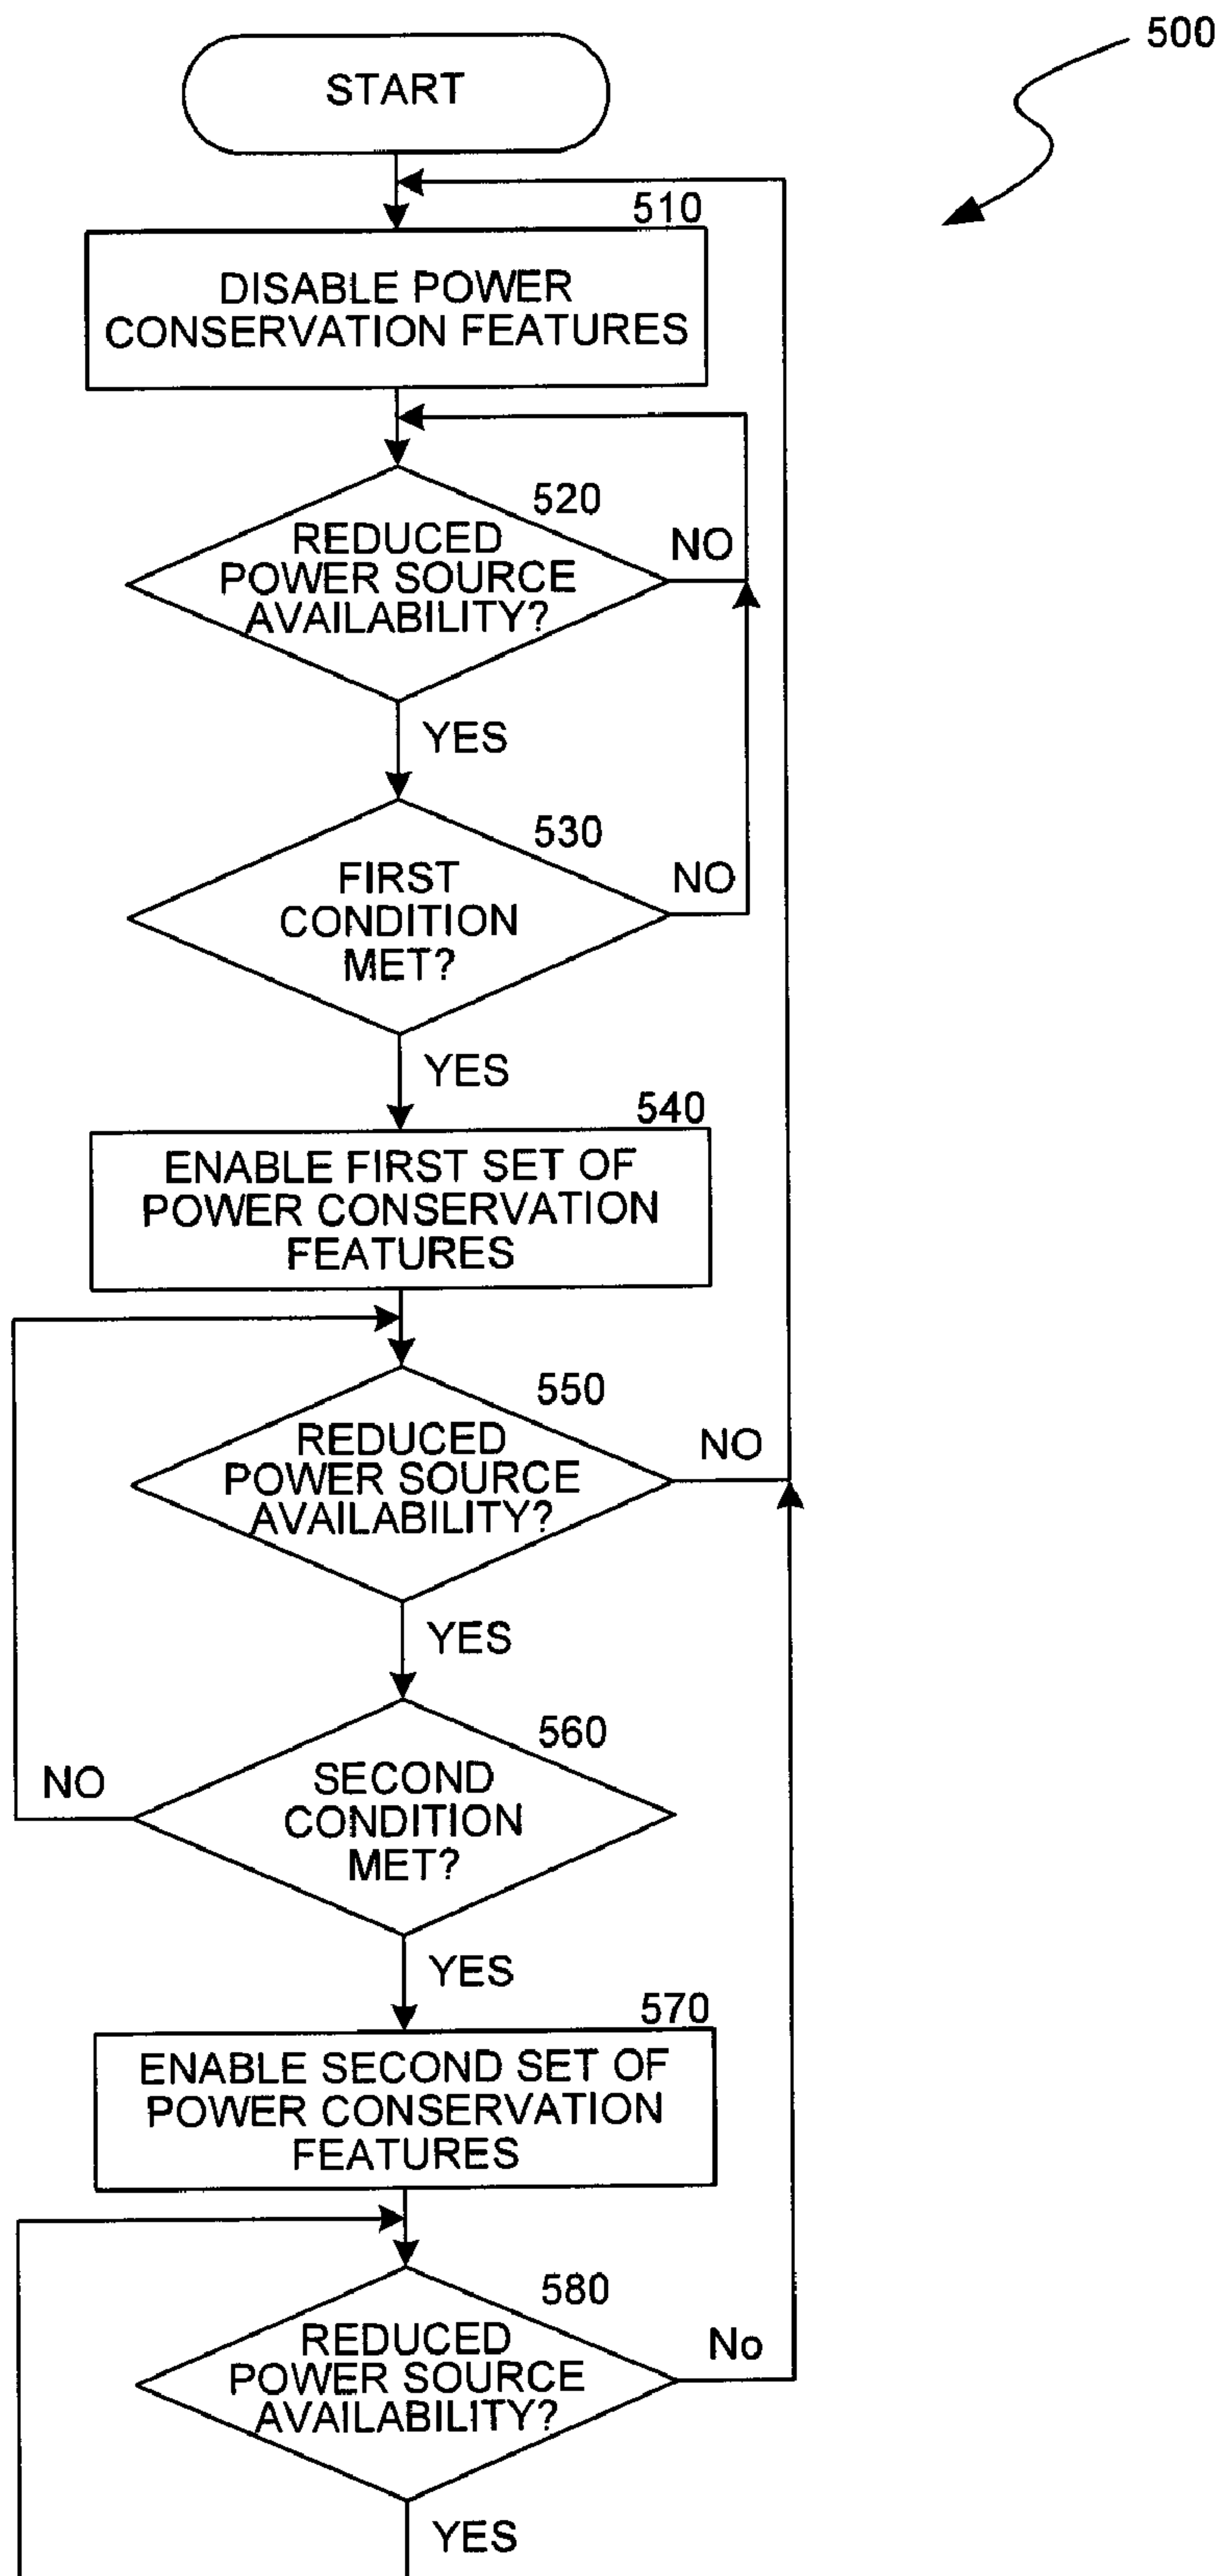 500
START
510
DISABLE POWER
CONSERVATION FEATURES
520
REDUCED
POWER SOURCE
AVAILABILITY?
NO
YES
530
FIRST
CONDITION
MET?
NO
YES
540
ENABLE FIRST SET OF
POWER CONSERVATION
FEATURES
550
REDUCED
POWER SOURCE
AVAILABILITY?
NO
YES
560
SECOND
CONDITION
MET?
NO
YES
570
ENABLE SECOND SET OF
POWER CONSERVATION
FEATURES
580
REDUCED
POWER SOURCE
AVAILABILITY?
No
YES